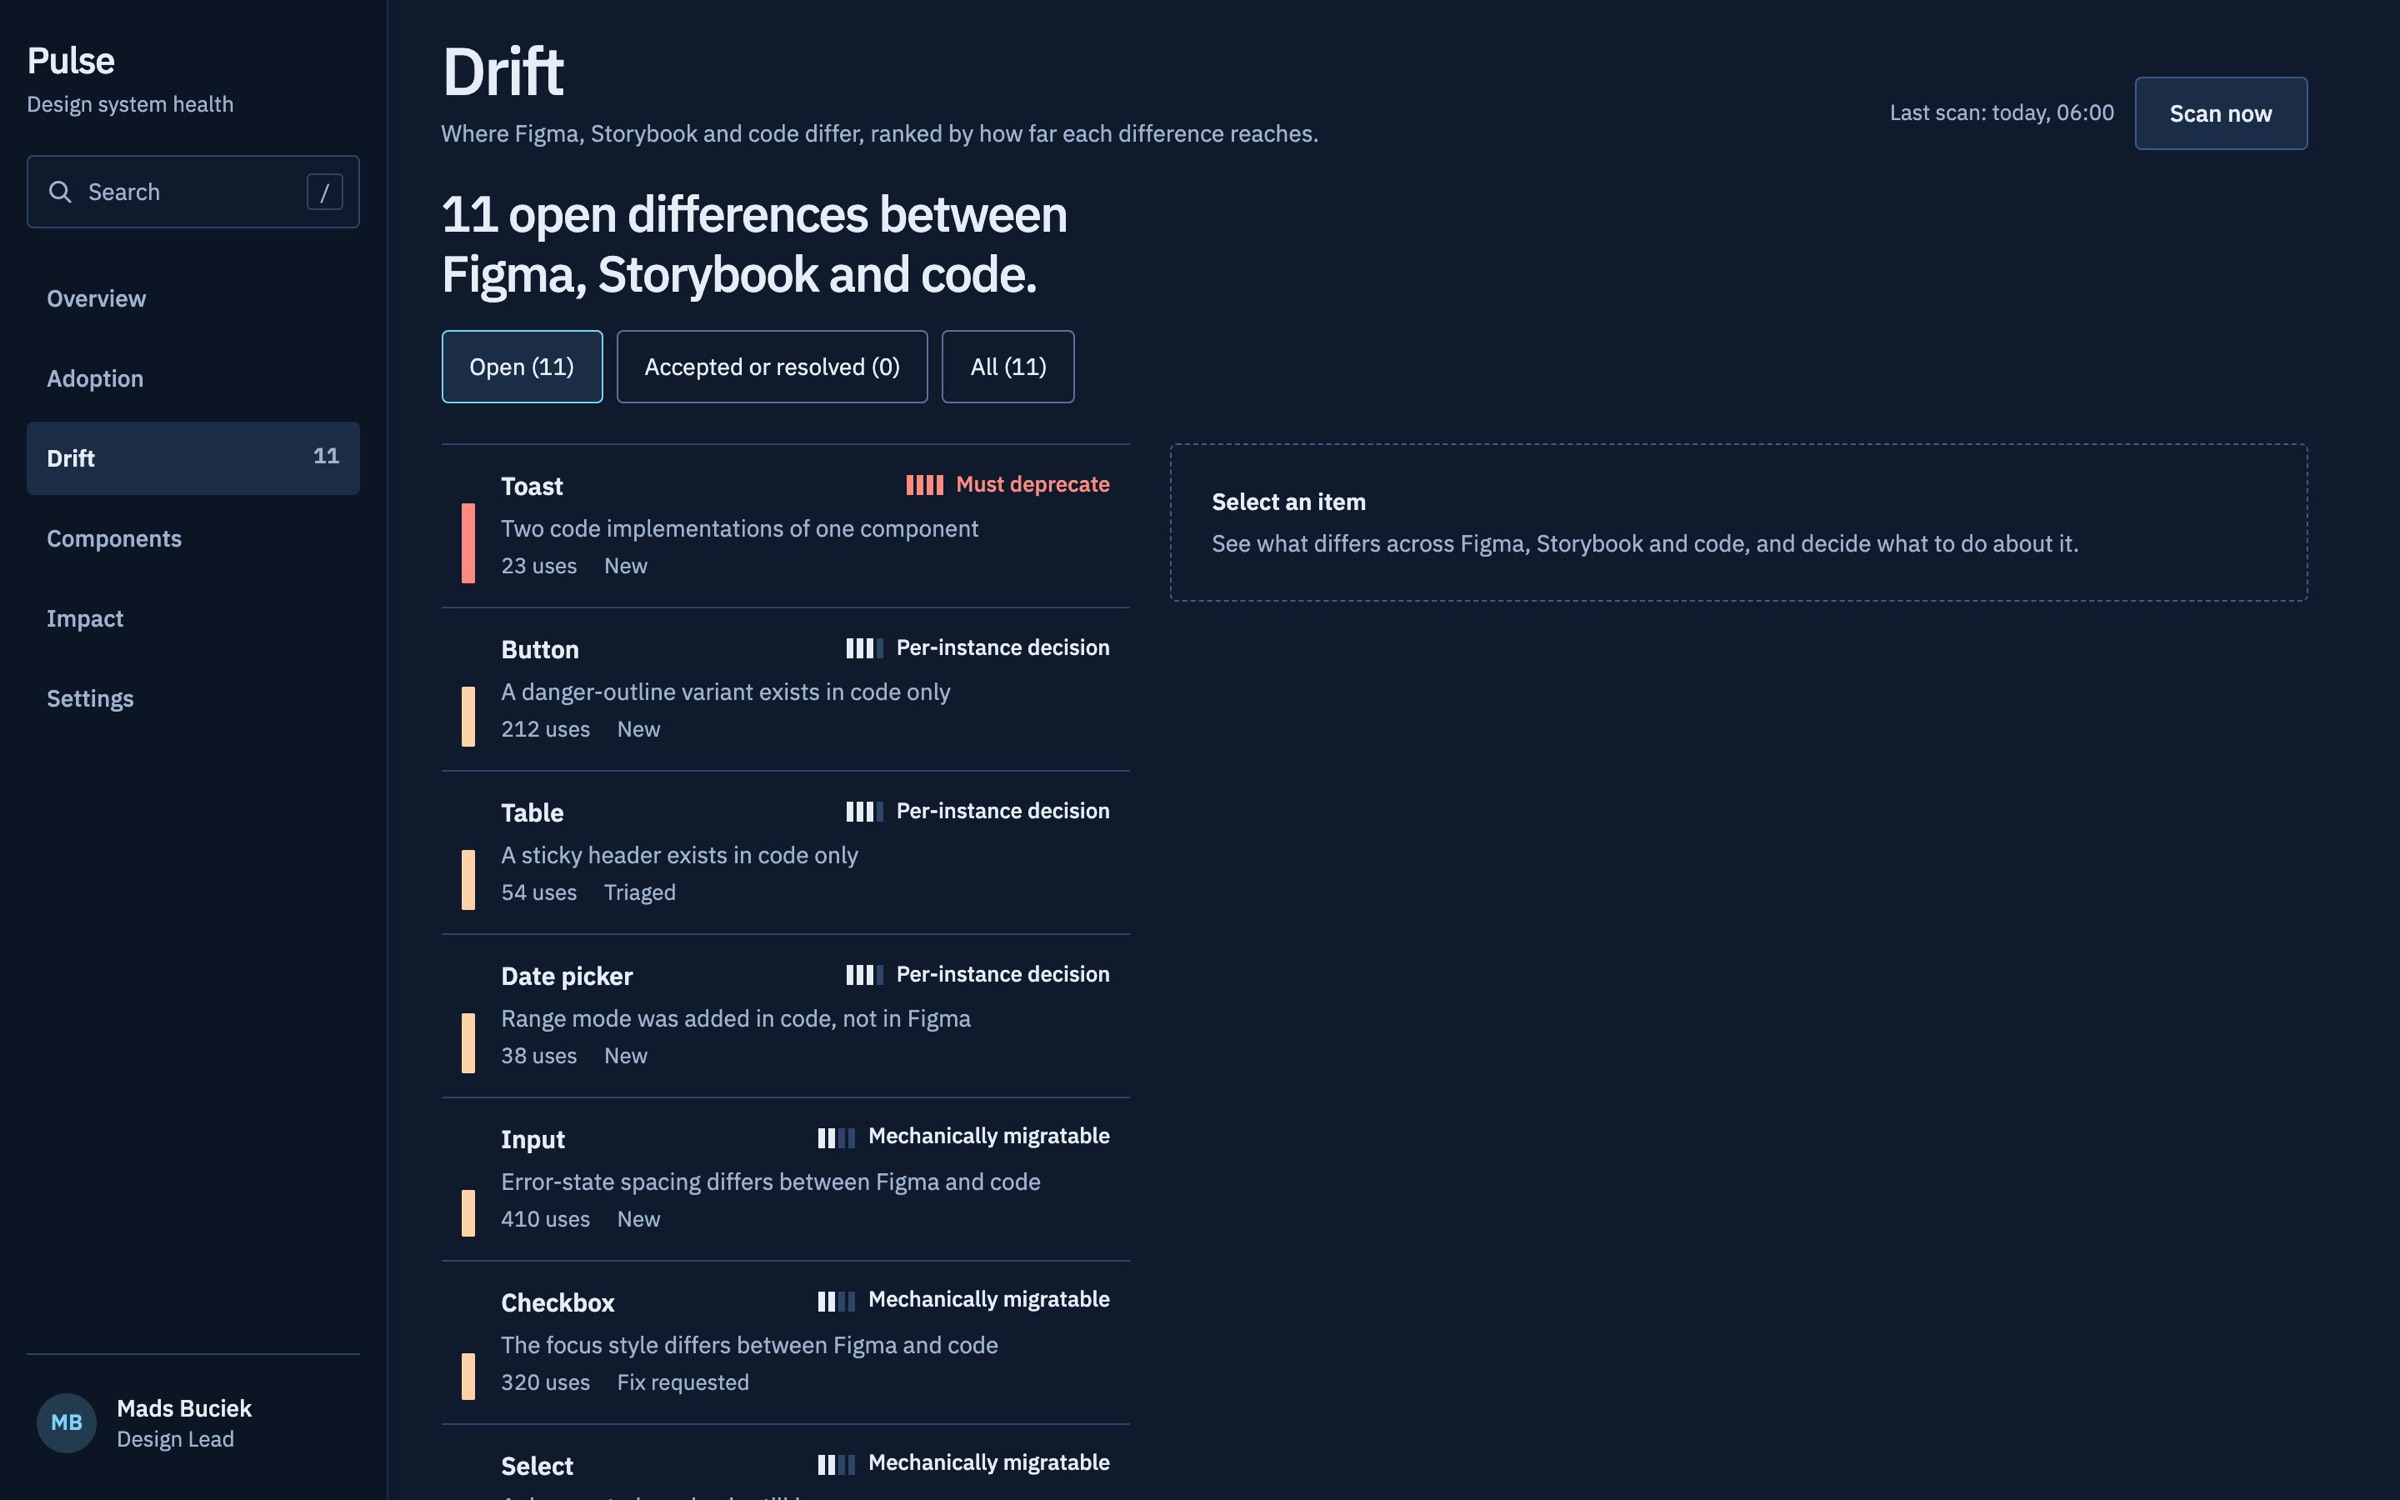 Pulse
Design system health
Search /
Overview
Adoption
Drift 11
Components
Impact
Settings
MB
Mads Buciek
Design Lead
Drift
Where Figma, Storybook and code differ, ranked by how far each difference reaches.
Last scan: today, 06:00
Scan now
11 open differences between
Figma, Storybook and code.
Open (11)
Accepted or resolved (0)
All (11)
Toast
Must deprecate
Two code implementations of one component
23 uses New
Button
Per-instance decision
A danger-outline variant exists in code only
212 uses New
Table
Per-instance decision
A sticky header exists in code only
54 uses Triaged
Date picker
Per-instance decision
Range mode was added in code, not in Figma
38 uses New
Input
Mechanically migratable
Error-state spacing differs between Figma and code
410 uses New
Checkbox
Mechanically migratable
The focus style differs between Figma and code
320 uses Fix requested
Select
Mechanically migratable
Select an item
See what differs across Figma, Storybook and code, and decide what to do about it.